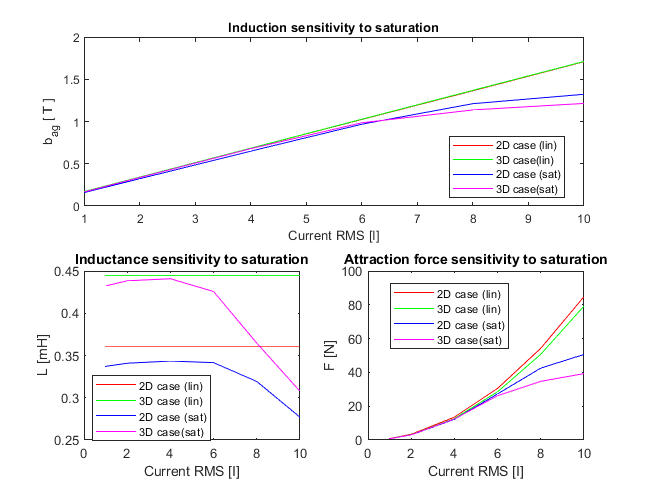 Induction sensitivity to saturation
2
1.5
1
0.5
0
b_ag [ T ]
1 2 3 4 5 6 7 8 9 10
Current RMS [I]
2D case (lin)
3D case(lin)
2D case (sat)
3D case(sat)
Inductance sensitivity to saturation
0.45
0.4
0.35
0.3
0.25
L [mH]
0 2 4 6 8 10
Current RMS [I]
2D case (lin)
3D case (lin)
2D case (sat)
3D case(sat)
Attraction force sensitivity to saturation
100
80
60
40
20
0
F [N]
0 2 4 6 8 10
Current RMS [I]
2D case (lin)
3D case (lin)
2D case (sat)
3D case(sat)